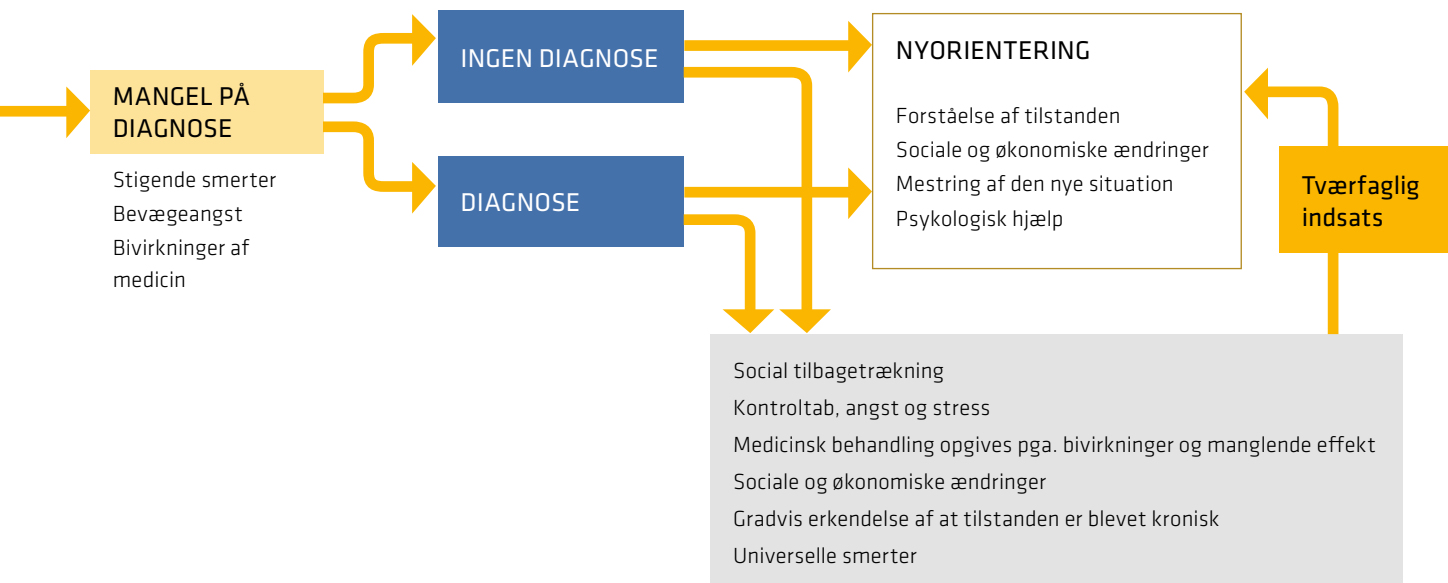 MANGEL PÅ
DIAGNOSE
Stigende smerter
Bevægeangst
Bivirkninger af
medicin
INGEN DIAGNOSE
DIAGNOSE
NYORIENTERING
Forståelse af tilstanden
Sociale og økonomiske ændringer
Mestring af den nye situation
Psykologisk hjælp
Tværfaglig
indsats
Social tilbagetrækning
Kontroltab, angst og stress
Medicinsk behandling opgives pga. bivirkninger og manglende effekt
Sociale og økonomiske ændringer
Gradvis erkendelse af at tilstanden er blevet kronisk
Universelle smerter